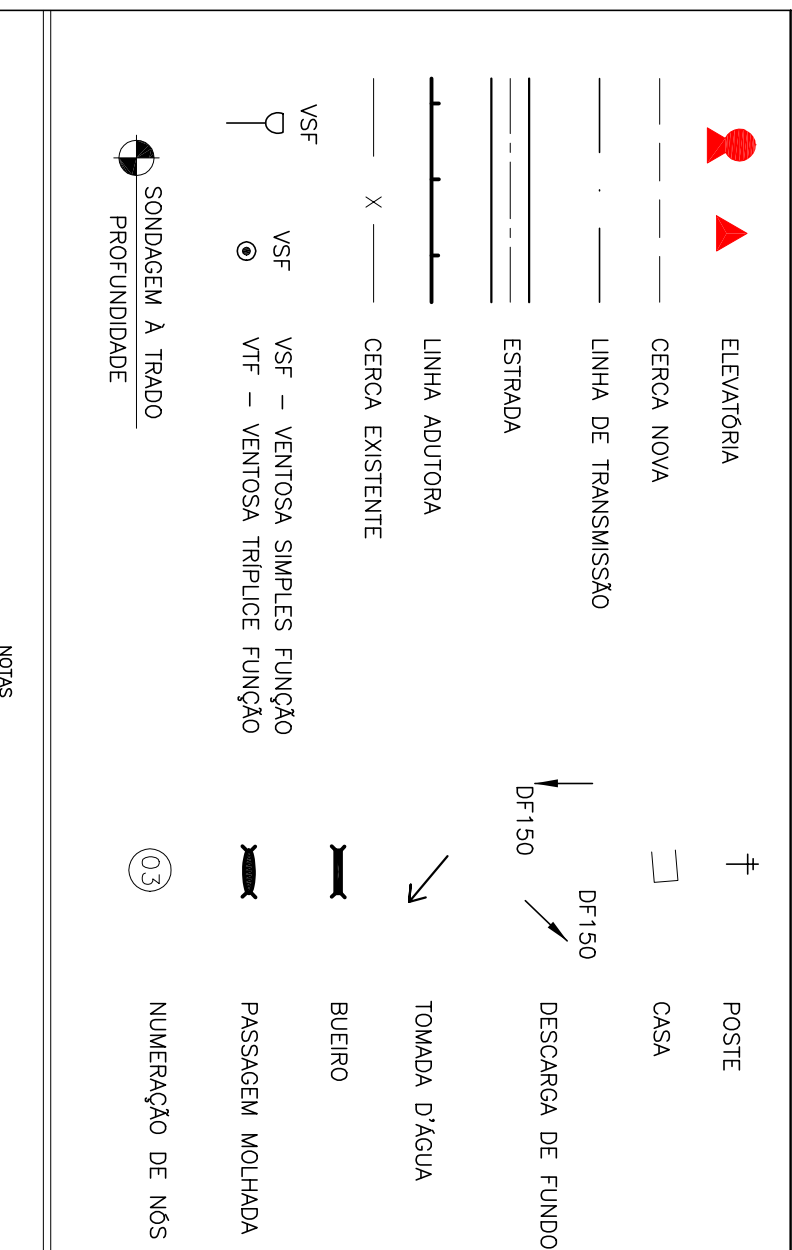 ELEVATÓRIA
CERCA NOVA
LINHA DE TRANSMISSÃO
ESTRADA
LINHA ADUTORA
X
CERCA EXISTENTE
VSF
VSF
VSF – VENTOSA SIMPLES FUNÇÃO
VTF – VENTOSA TRÍPLICE FUNÇÃO
SONDAGEM À TRADO
PROFUNDIDADE
POSTE
CASA
DF150
DF150
DESCARGA DE FUNDO
TOMADA D'ÁGUA
BUEIRO
PASSAGEM MOLHADA
03
NUMERAÇÃO DE NÓS
NOTAS